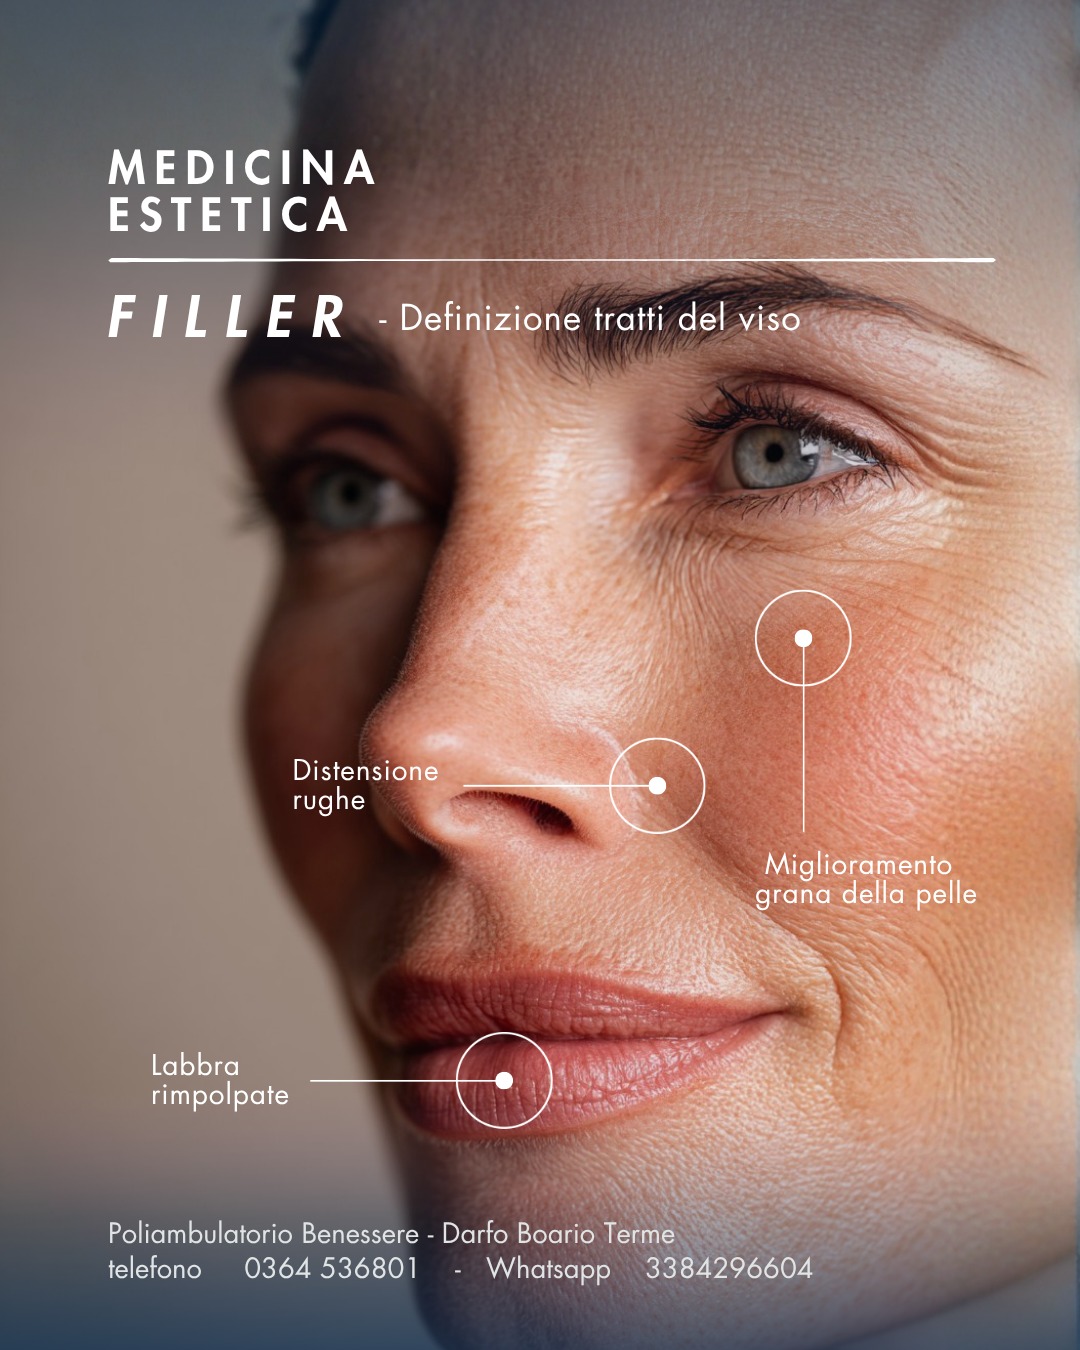 MEDICINA
ESTETICA
FILLER - Definizione tratti del viso
Distensione
rughe
Miglioramento
grana della pelle
Labbra
rimpolpate
Poliambulatorio Benessere - Darfo Boario Terme
telefono 0364 536801 - Whatsapp 3384296604